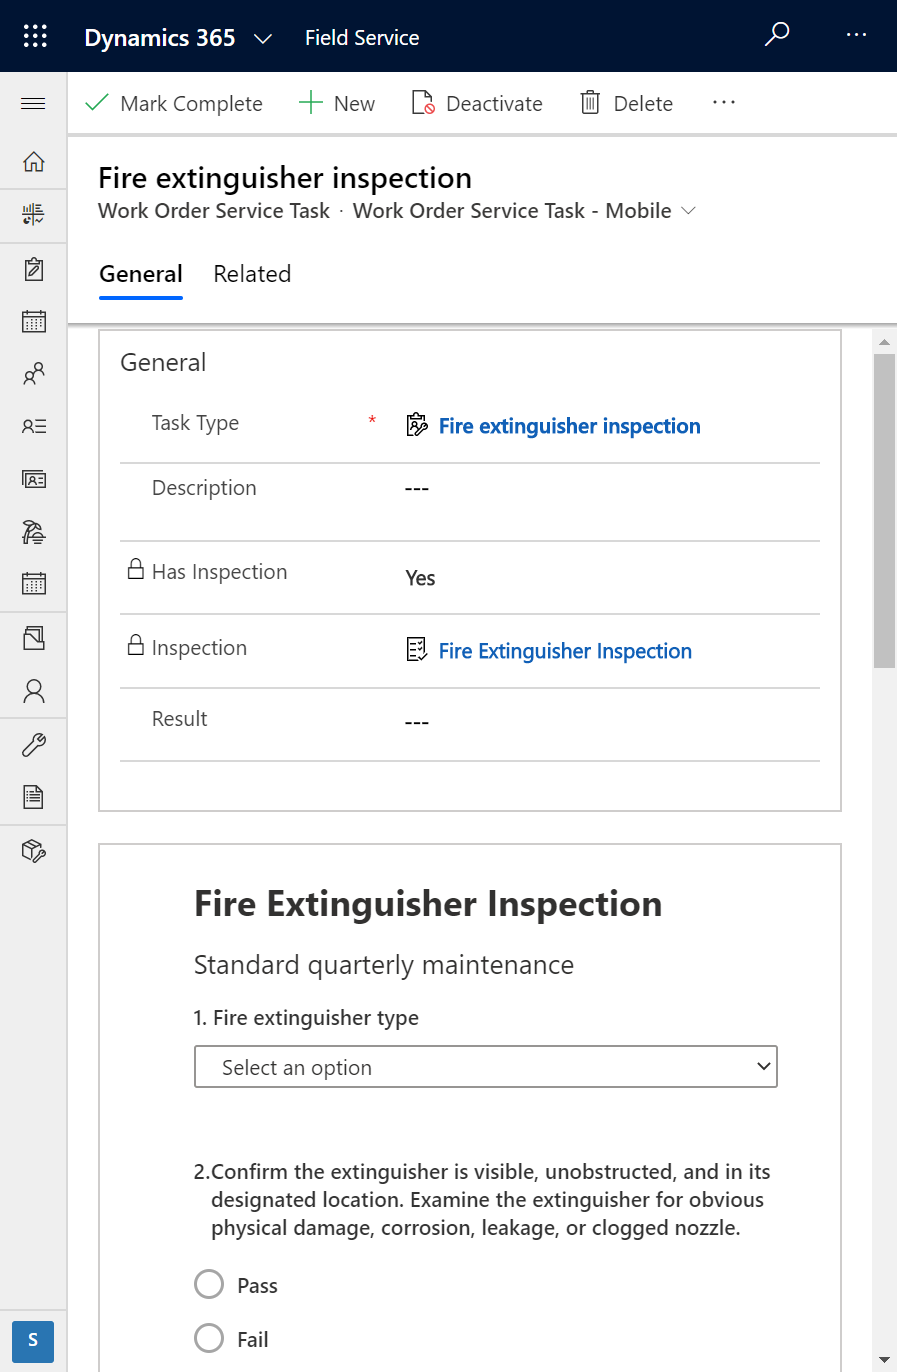 Dynamics 365 Field Service
Mark Complete New Deactivate Delete
Fire extinguisher inspection
Work Order Service Task · Work Order Service Task - Mobile
General Related
General
Task Type * Fire extinguisher inspection
Description ---
Has Inspection Yes
Inspection Fire Extinguisher Inspection
Result ---
Fire Extinguisher Inspection
Standard quarterly maintenance
1. Fire extinguisher type
Select an option
2.Confirm the extinguisher is visible, unobstructed, and in its
designated location. Examine the extinguisher for obvious
physical damage, corrosion, leakage, or clogged nozzle.
Pass
Fail
S